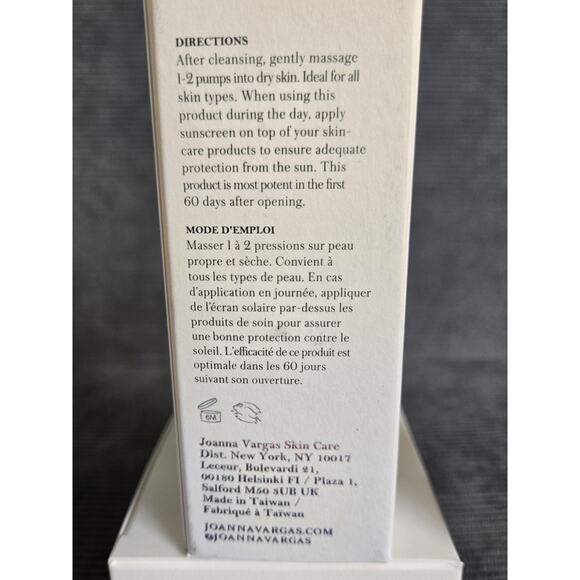 DIRECTIONS
After cleansing, gently massage
1-2 pumps into dry skin. Ideal for all
skin types. When using this
product during the day, apply
sunscreen on top of your skin-
care products to ensure adequate
protection from the sun. This
product is most potent in the first
60 days after opening.
MODE D'EMPLOI
Masser 1 à 2 pressions sur peau
propre et sèche. Convient à
tous les types de peau. En cas
d'application en journée, appliquer
de l'écran solaire par-dessus les
produits de soin pour assurer
une bonne protection contre le
soleil. L'efficacité de ce produit est
optimale dans les 60 jours
suivant son ouverture.
6M
Joanna Vargas Skin Care
Dist. New York, NY 10017
Leceur, Bulevardi 21,
00180 Helsinki FI / Plaza 1,
Salford M50 3UB UK
Made in Taiwan /
Fabriqué à Taïwan
JOANNAVARGAS.COM
@JOANNAVARGAS